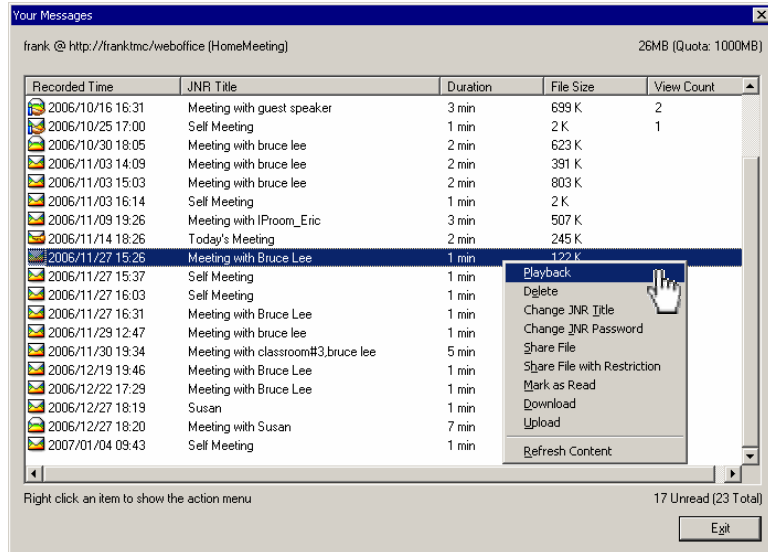 Your Messages
frank @ http://franktmc/weboffice (HomeMeeting) 26MB (Quota: 1000MB)
Recorded Time JNR Title Duration File Size View Count
2006/10/16 16:31 Meeting with guest speaker 3 min 699 K 2
2006/10/25 17:00 Self Meeting 1 min 2 K 1
2006/10/30 18:05 Meeting with bruce lee 2 min 623 K
2006/11/03 14:09 Meeting with bruce lee 2 min 391 K
2006/11/03 15:03 Meeting with bruce lee 2 min 803 K
2006/11/03 16:14 Self Meeting 1 min 2 K
2006/11/09 19:26 Meeting with IProom_Eric 3 min 507 K
2006/11/14 18:26 Today's Meeting 2 min 245 K
2006/11/27 15:26 Meeting with Bruce Lee 1 min 122 K
2006/11/27 15:37 Self Meeting 1 min
2006/11/27 16:03 Self Meeting 1 min
2006/11/27 16:31 Meeting with Bruce Lee 1 min
2006/11/29 12:47 Meeting with bruce lee 1 min
2006/11/30 19:34 Meeting with classroom#3,bruce lee 5 min
2006/12/19 19:46 Meeting with Bruce Lee 1 min
2006/12/22 17:29 Meeting with Bruce Lee 1 min
2006/12/27 18:19 Susan 1 min
2006/12/27 18:20 Meeting with Susan 7 min
2007/01/04 09:43 Self Meeting 1 min
Playback
Delete
Change JNR Title
Change JNR Password
Share File
Share File with Restriction
Mark as Read
Download
Upload
Refresh Content
Right click an item to show the action menu 17 Unread (23 Total)
Exit